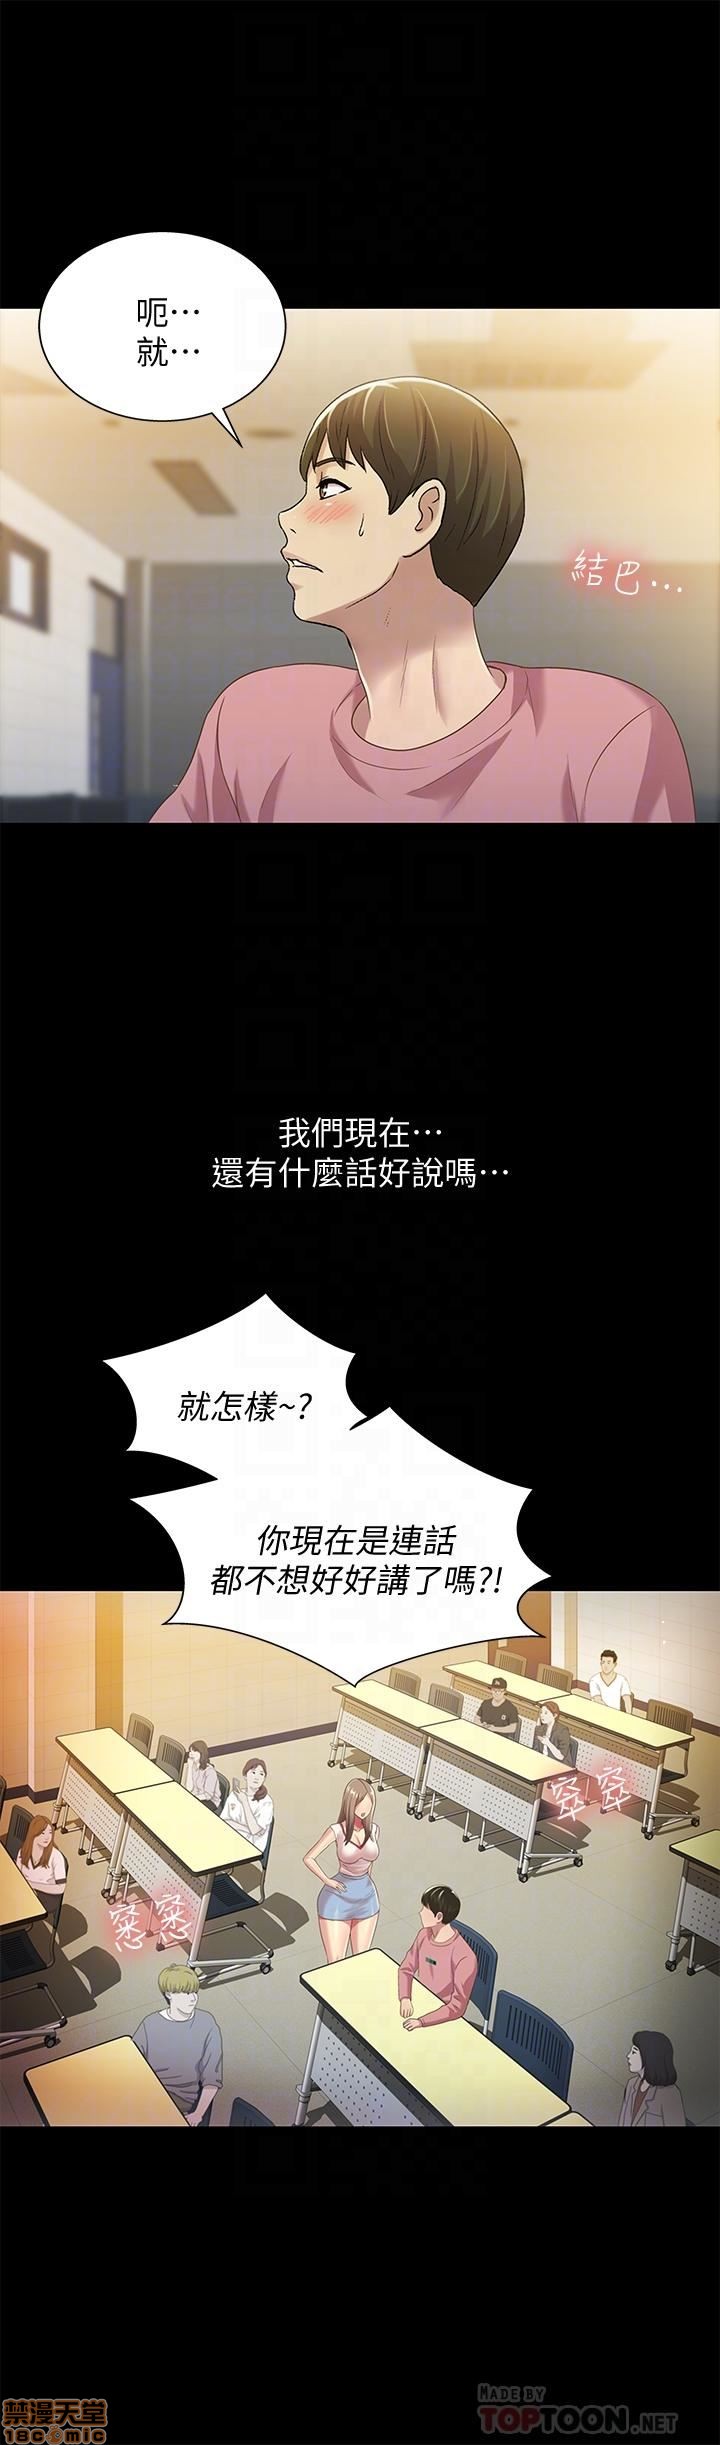 呃⋯
就⋯
結巴⋯
我們現在⋯
還有什麼話好說嗎⋯
就怎樣~?
你現在是連話
都不想好好講了嗎?!
窸窸
窣窣
禁漫天堂
18COMIC
MADE BY
TOPTOON.NET